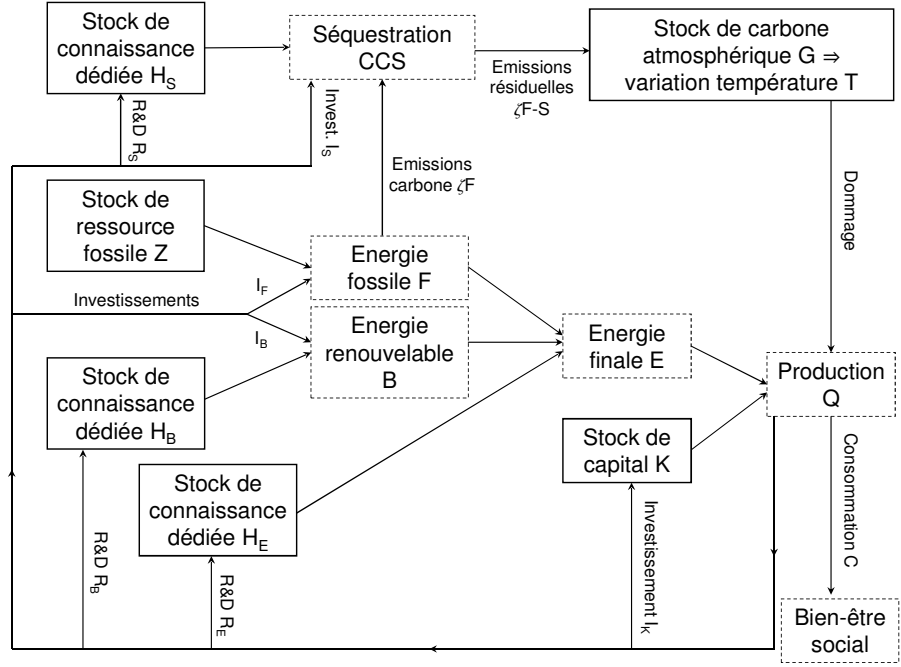 Stock de
connaissance
dédiée H_S
Séquestration
CCS
Emissions
résiduelles
ζF-S
Stock de carbone
atmosphérique G ⇒
variation température T
R&D R_S
Invest. I_S
Emissions
carbone ζF
Dommage
Stock de
ressource
fossile Z
Energie
fossile F
Investissements
I_F
I_B
Energie
renouvelable
B
Energie
finale E
Production
Q
Stock de
connaissance
dédiée H_B
Stock de
capital K
Stock de
connaissance
dédiée H_E
Consommation C
R&D R_B
R&D R_E
Investissement I_K
Bien-être
social